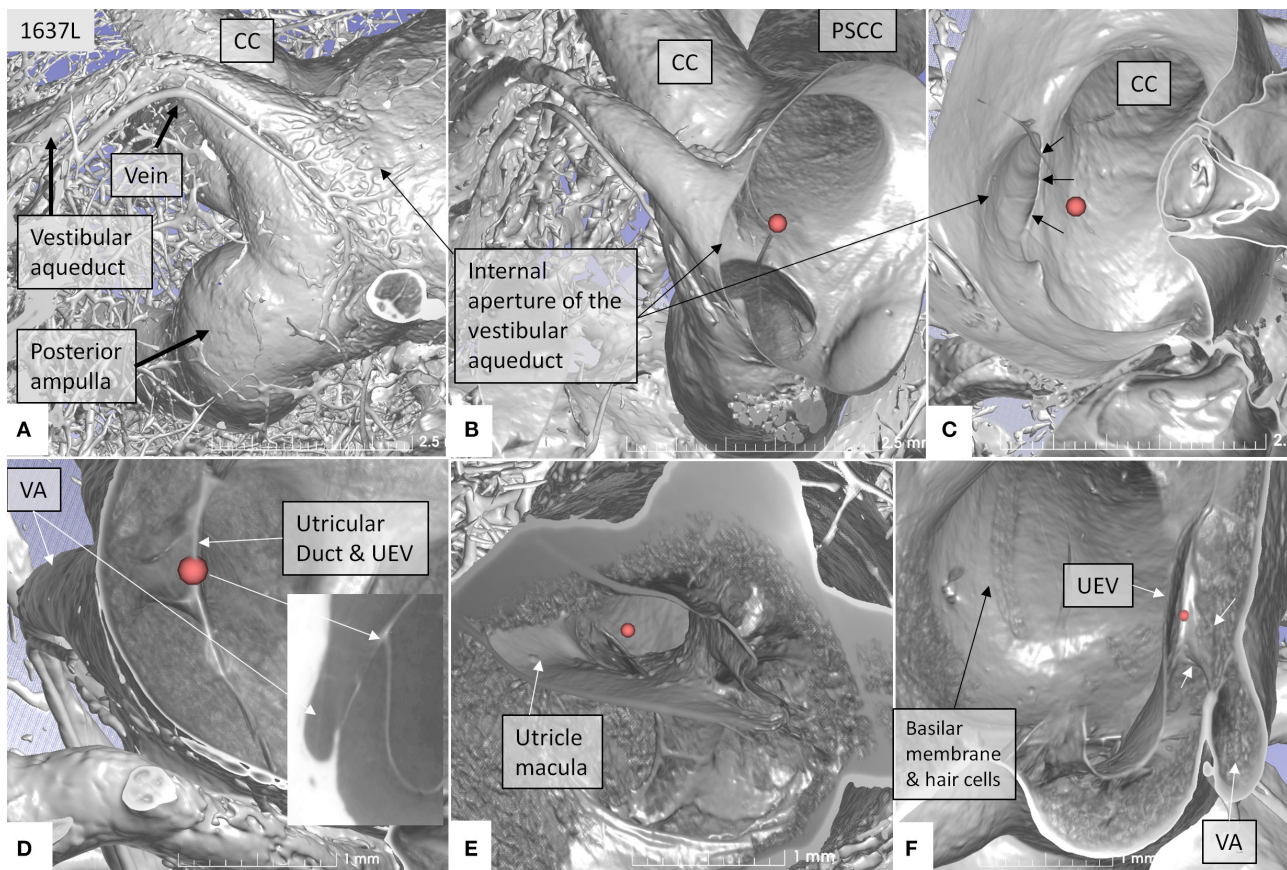 1637L
CC
Vein
Vestibular
aqueduct
Posterior
ampulla
A
2.5
CC
PSCC
Internal
aperture of the
vestibular
aqueduct
B
2.5 mm
CC
C
2.
VA
Utricular
Duct & UEV
D
1 mm
Utricle
macula
E
1 mm
UEV
Basilar
membrane
& hair cells
VA
F
1 mm